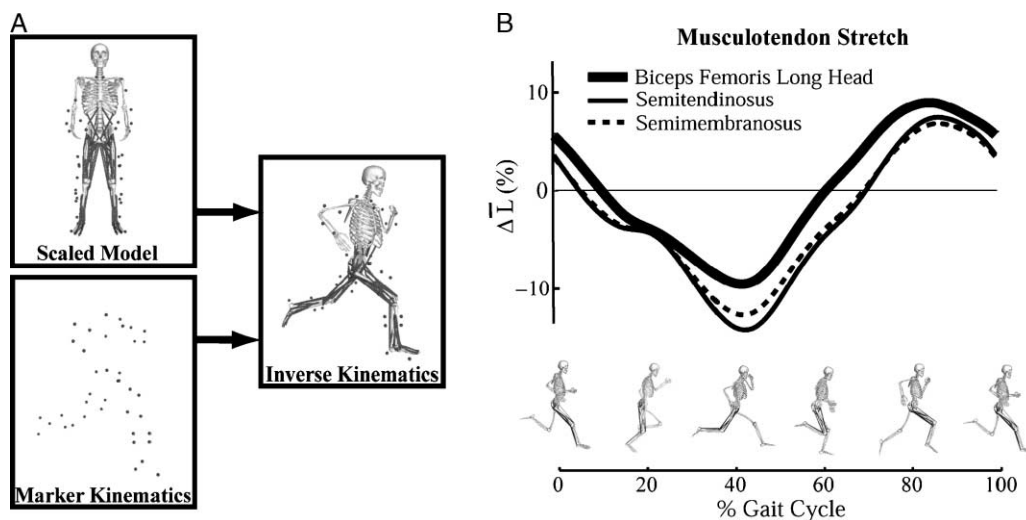 A
Scaled Model
Marker Kinematics
Inverse Kinematics
B
Musculotendon Stretch
Biceps Femoris Long Head
Semitendinosus
Semimembranosus
10
0
−10
Δ L̅ (%)
0 20 40 60 80 100
% Gait Cycle